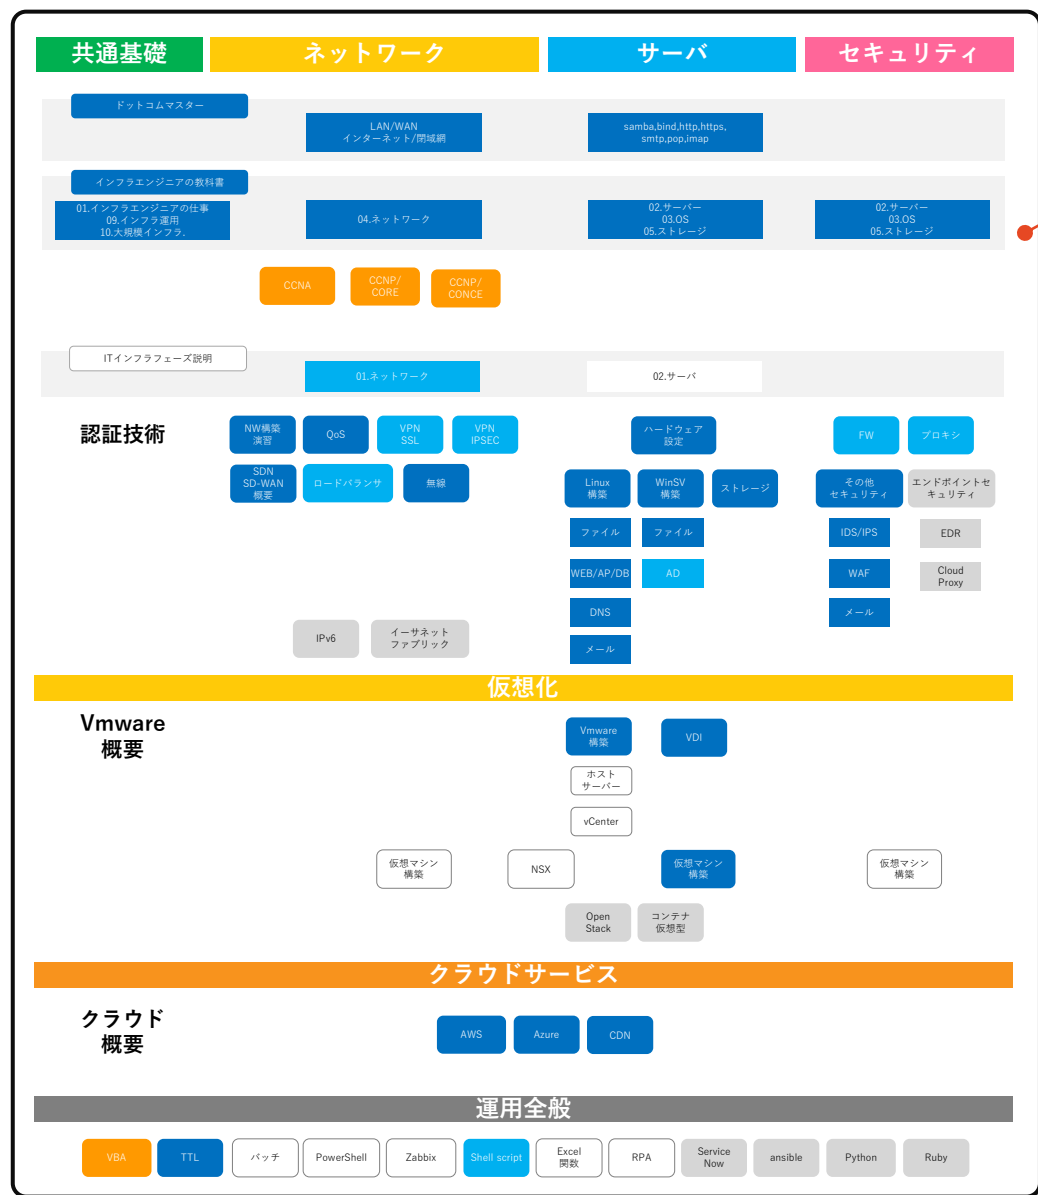 共通基礎
ネットワーク
サーバ
セキュリティ
ドットコムマスター
LAN/WAN
インターネット/閉域網
samba,bind,http,https,
smtp,pop,imap
インフラエンジニアの教科書
01.インフラエンジニアの仕事
09.インフラ運用
10.大規模インフラ.
04.ネットワーク
02.サーバー
03.OS
05.ストレージ
02.サーバー
03.OS
05.ストレージ
CCNA
CCNP/
CORE
CCNP/
CONCE
ITインフラフェーズ説明
01.ネットワーク
02.サーバ
認証技術
NW構築
演習
QoS
VPN
SSL
VPN
IPSEC
ハードウェア
設定
FW
プロキシ
SDN
SD-WAN
概要
ロードバランサ
無線
Linux
構築
WinSV
構築
ストレージ
その他
セキュリティ
エンドポイントセ
キュリティ
ファイル
ファイル
IDS/IPS
EDR
WEB/AP/DB
AD
WAF
Cloud
Proxy
DNS
メール
メール
IPv6
イーサネット
ファブリック
仮想化
Vmware
概要
Vmware
構築
VDI
ホスト
サーバー
vCenter
仮想マシン
構築
NSX
仮想マシン
構築
仮想マシン
構築
Open
Stack
コンテナ
仮想型
クラウドサービス
クラウド
概要
AWS
Azure
CDN
運用全般
VBA
TTL
バッチ
PowerShell
Zabbix
Shell script
Excel
関数
RPA
Service
Now
ansible
Python
Ruby